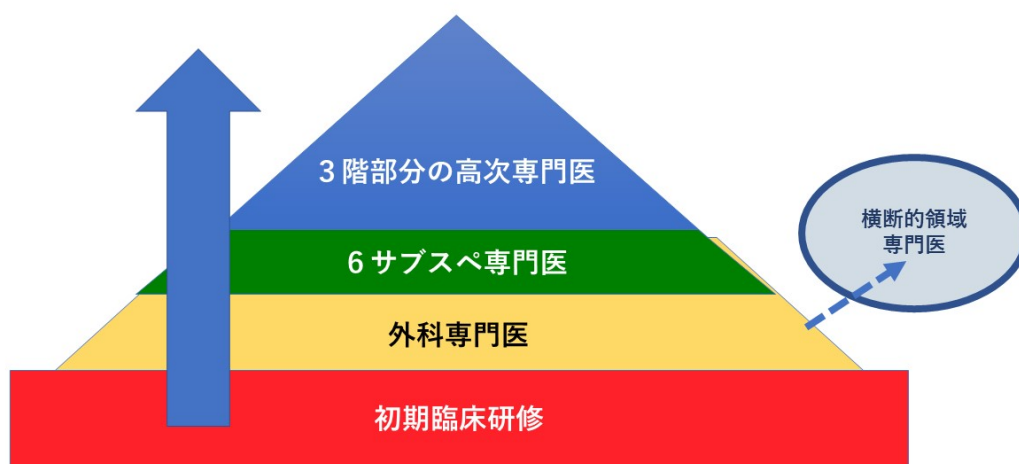 ３階部分の高次専門医
６サブスペ専門医
外科専門医
初期臨床研修
横断的領域
専門医